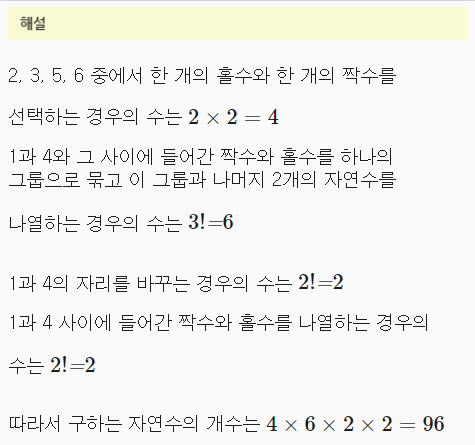 해설
2, 3, 5, 6 중에서 한 개의 홀수와 한 개의 짝수를
선택하는 경우의 수는 2 × 2 = 4
1과 4와 그 사이에 들어간 짝수와 홀수를 하나의
그룹으로 묶고 이 그룹과 나머지 2개의 자연수를
나열하는 경우의 수는 3!=6
1과 4의 자리를 바꾸는 경우의 수는 2!=2
1과 4 사이에 들어간 짝수와 홀수를 나열하는 경우의
수는 2!=2
따라서 구하는 자연수의 개수는 4 × 6 × 2 × 2 = 96